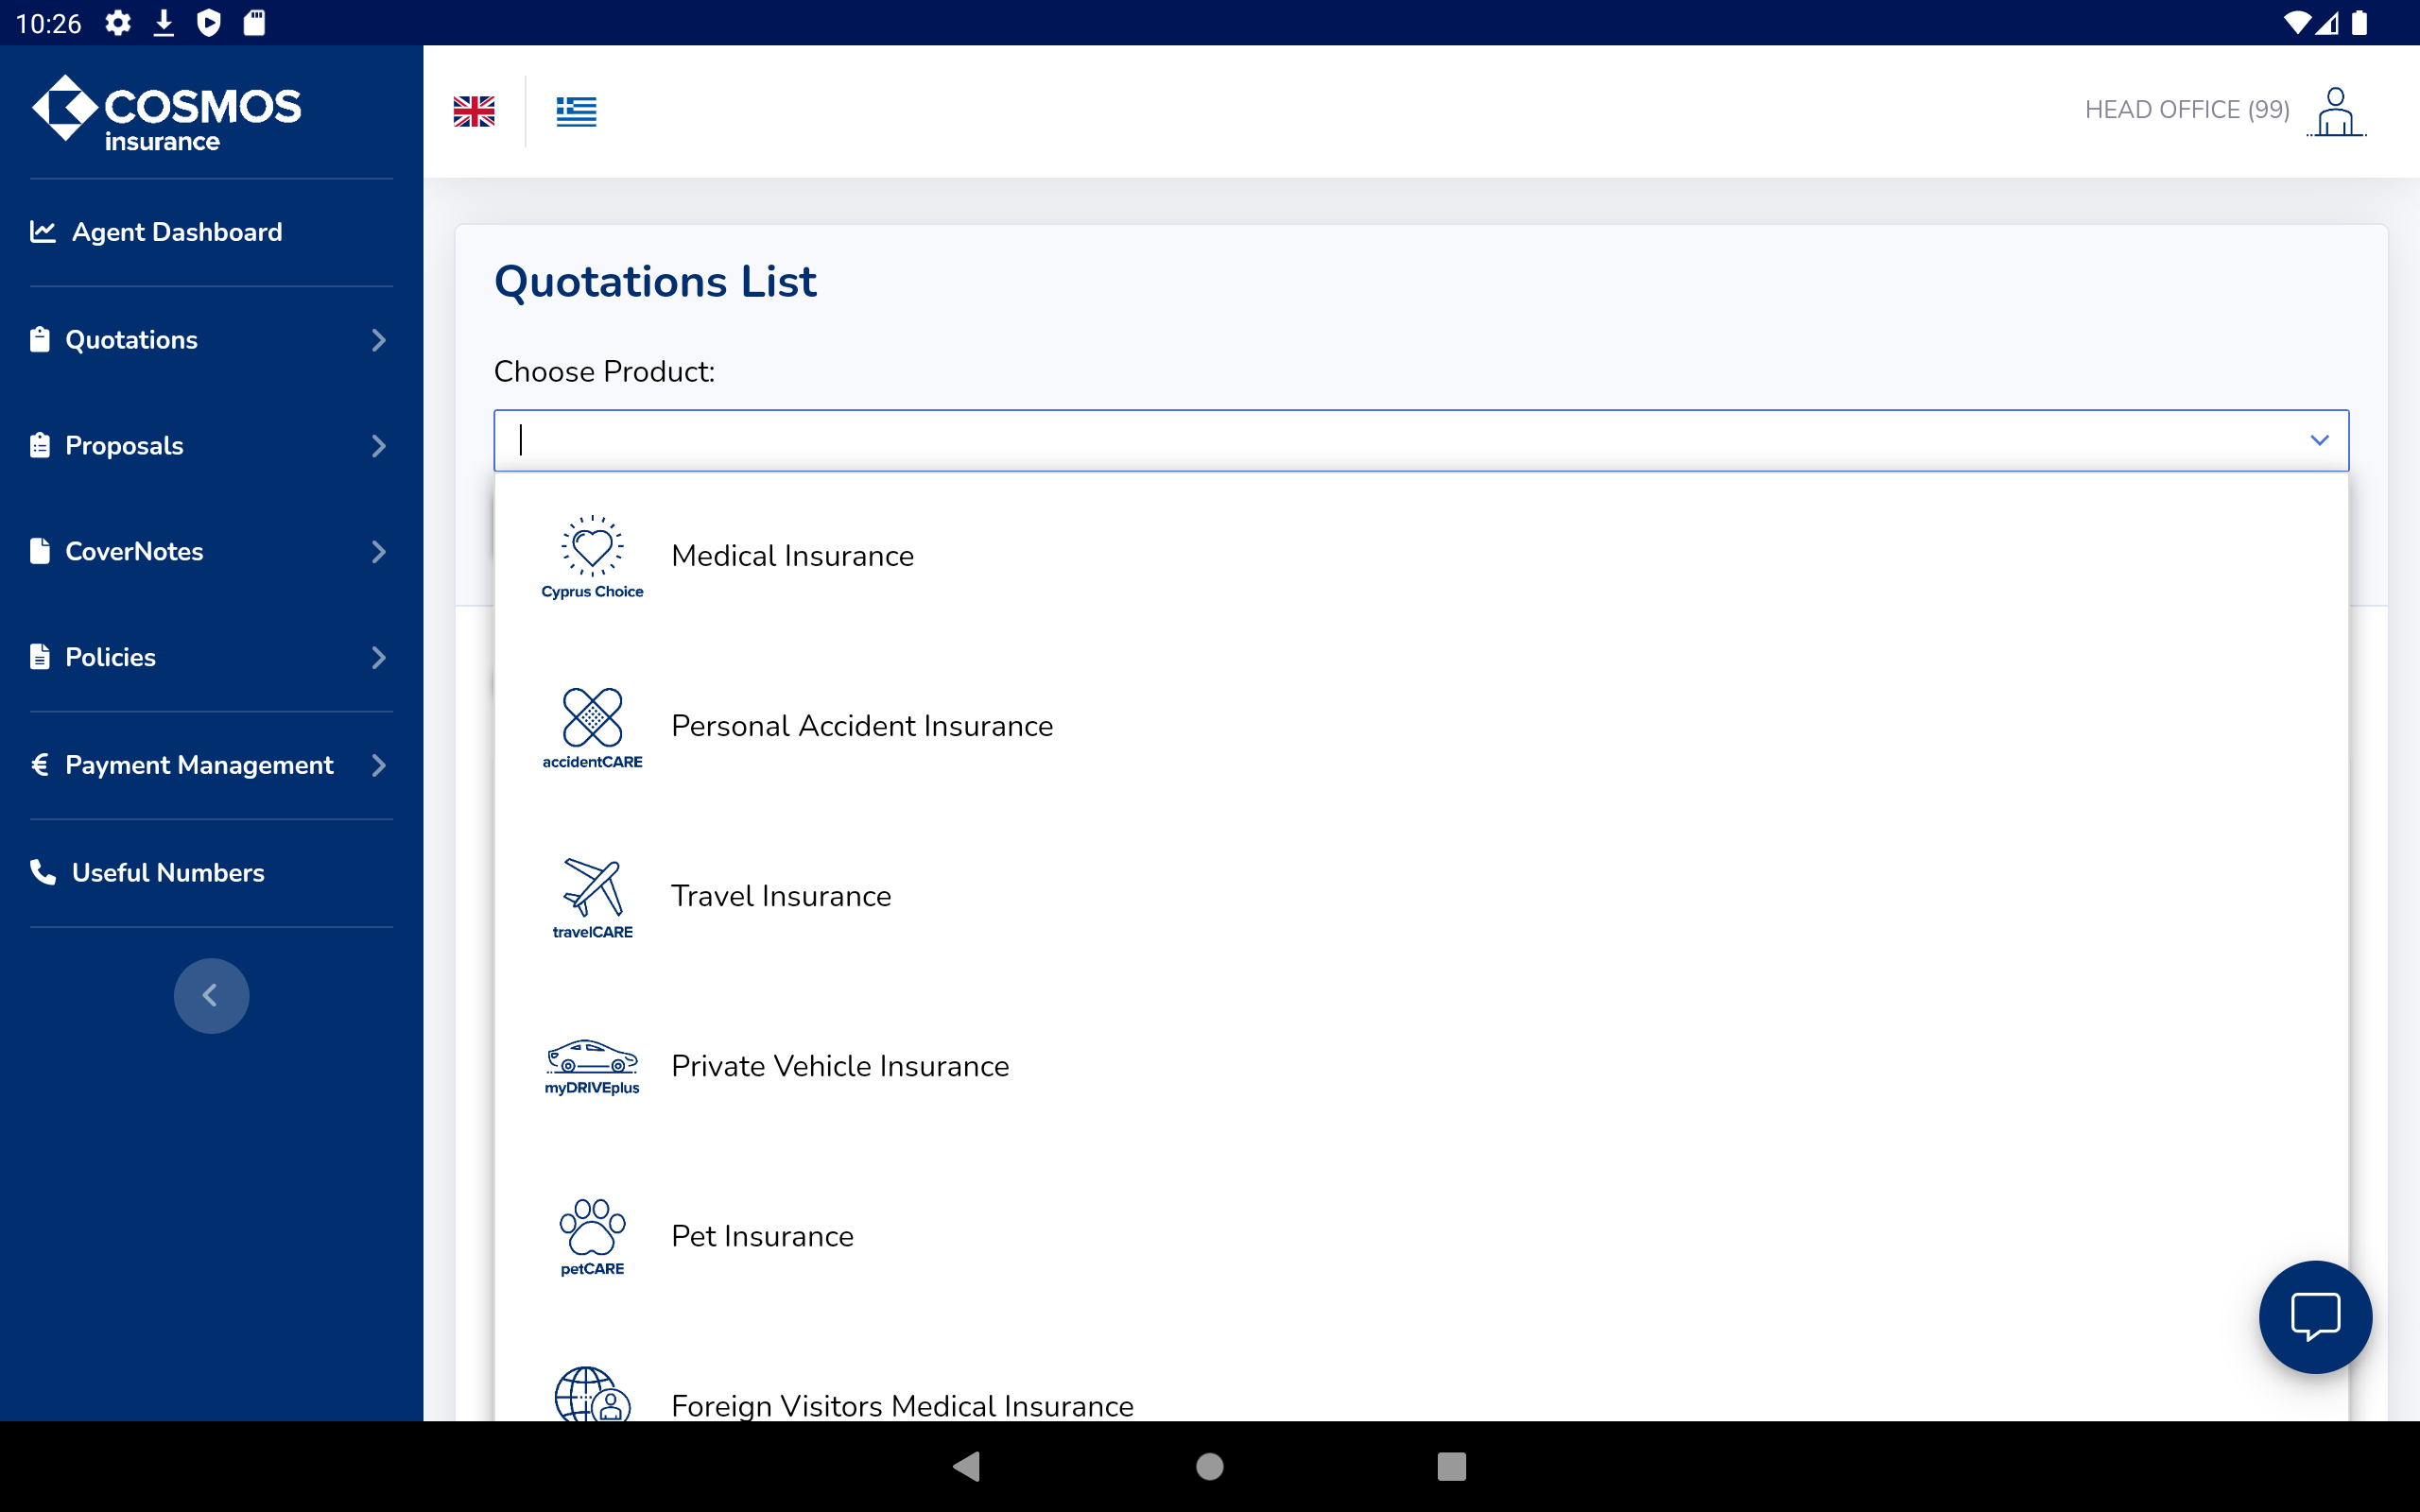 10:26
COSMOS
insurance
HEAD OFFICE (99)
Agent Dashboard
Quotations
Proposals
CoverNotes
Policies
Payment Management
Useful Numbers
Quotations List
Choose Product:
Cyprus Choice
Medical Insurance
accidentCARE
Personal Accident Insurance
travelCARE
Travel Insurance
myDRIVEplus
Private Vehicle Insurance
petCARE
Pet Insurance
Foreign Visitors Medical Insurance